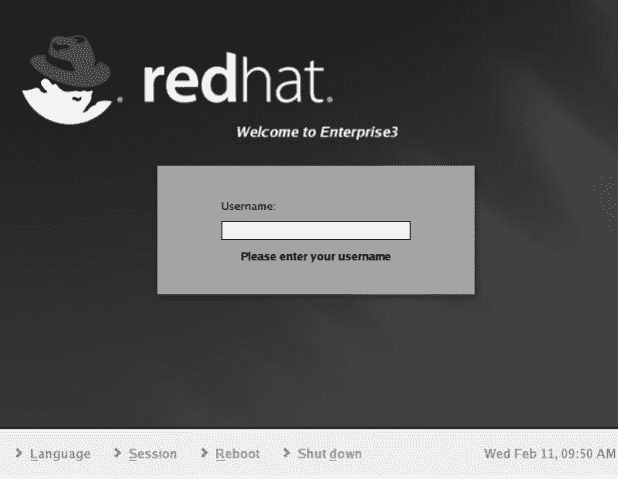 redhat.
Welcome to Enterprise3
Username:
Please enter your username
Language Session Reboot Shut down Wed Feb 11, 09:50 AM